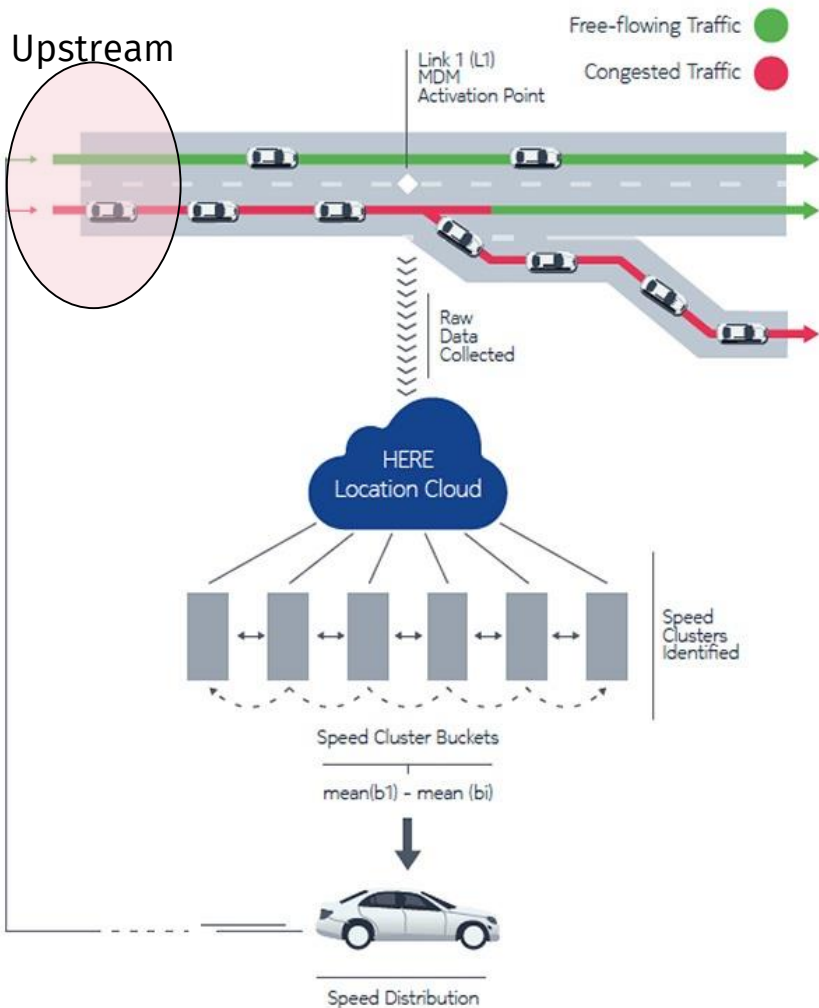 Upstream
Free-flowing Traffic
Congested Traffic
Link 1 (L1)
MDM
Activation Point
Raw
Data
Collected
HERE
Location Cloud
Speed
Clusters
Identified
Speed Cluster Buckets
mean(b1) - mean (bi)
Speed Distribution